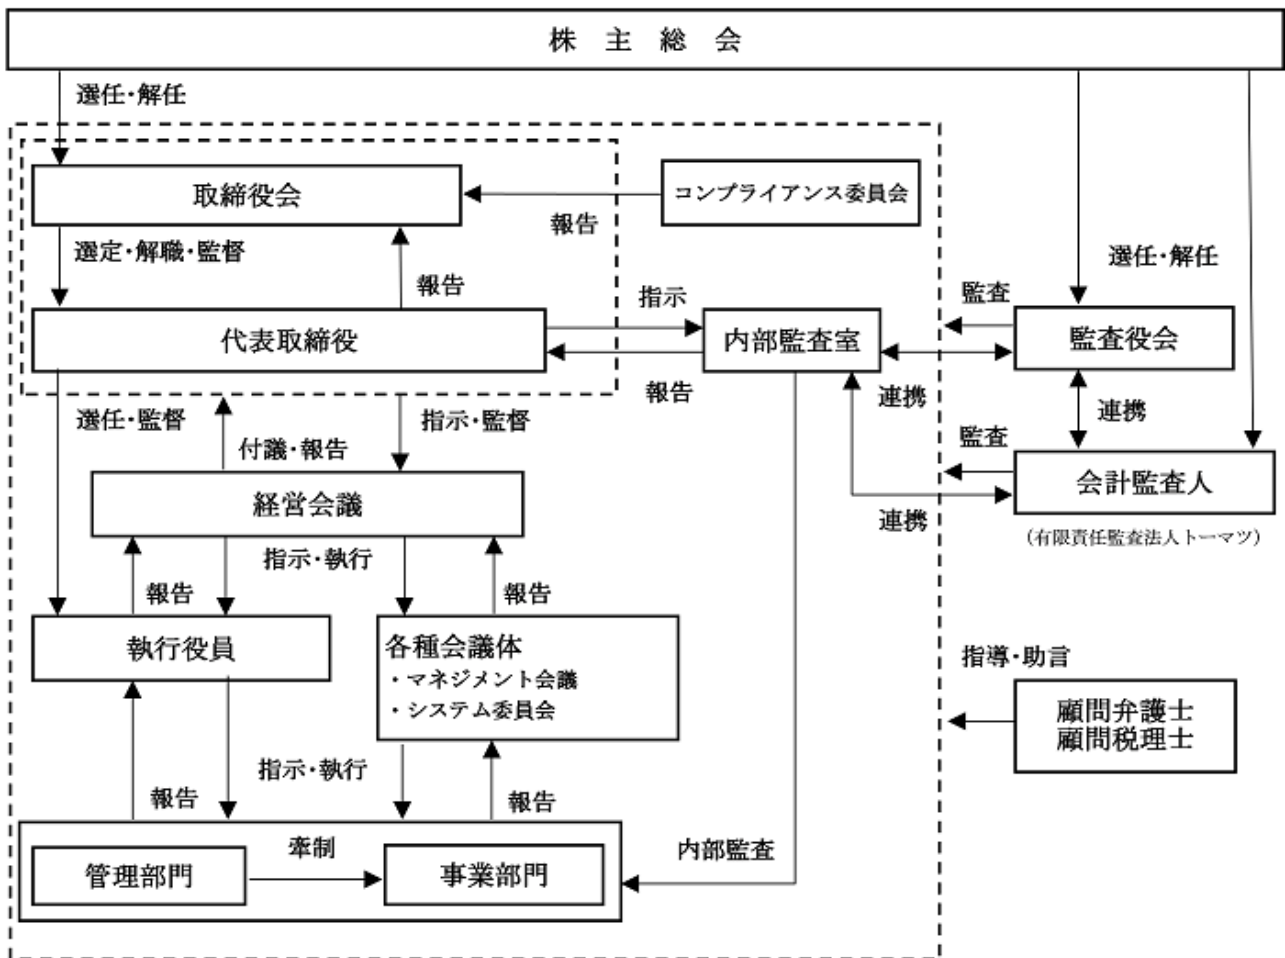 株主総会
選任・解任
取締役会
コンプライアンス委員会
報告
選定・解職・監督
報告
選任・解任
指示
監査
代表取締役
内部監査室
監査役会
報告
連携
連携
選任・監督
指示・監督
付議・報告
監査
経営会議
会計監査人
連携
(有限責任監査法人トーマツ)
指示・執行
報告
報告
執行役員
各種会議体
・マネジメント会議
・システム委員会
指導・助言
顧問弁護士
顧問税理士
指示・執行
報告
報告
牽制
内部監査
管理部門
事業部門